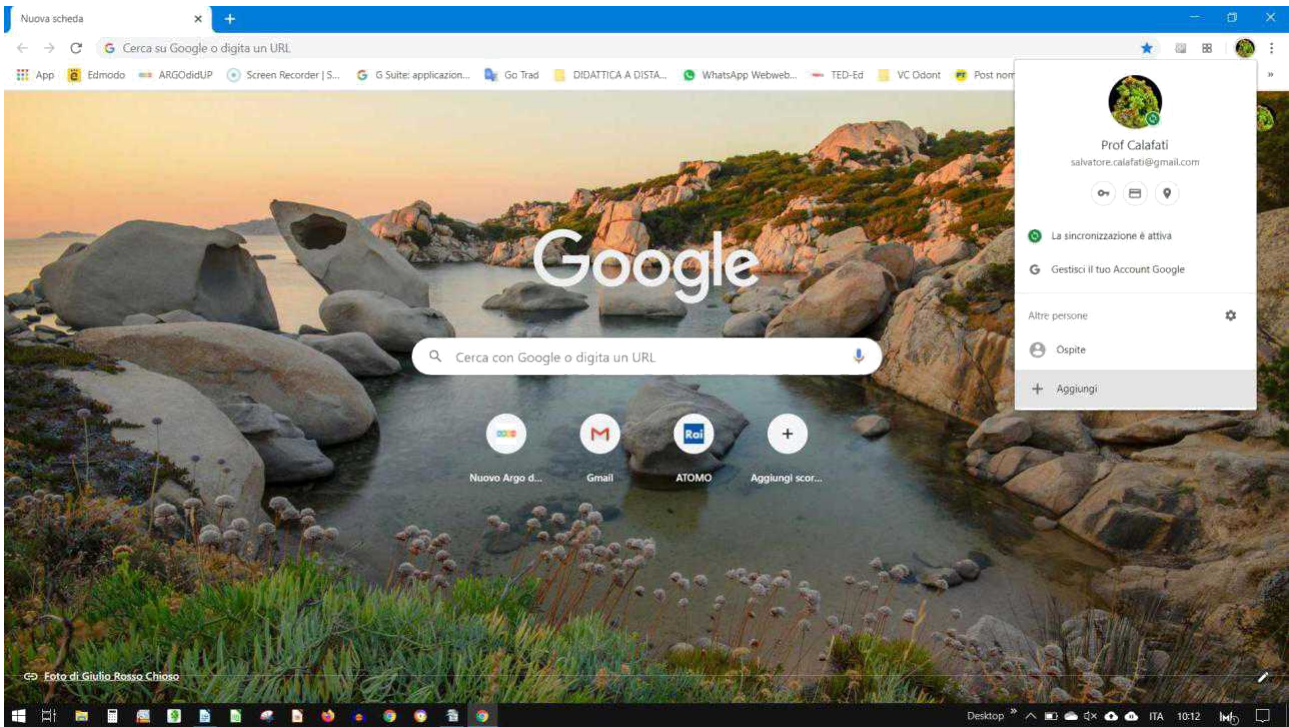 Nuova scheda
Cerca su Google o digita un URL
App Edmodo ARGOdidUP Screen Recorder | S... G Suite: applicazion... Go Trad DIDATTICA A DISTA... WhatsApp Webweb... TED-Ed VC Odont Post nom »
Prof Calafati
salvatore.calafati@gmail.com
La sincronizzazione è attiva
G Gestisci il tuo Account Google
Altre persone
Ospite
+ Aggiungi
Google
Cerca con Google o digita un URL
Rai
Nuovo Argo d... Gmail ATOMO Aggiungi scor...
Foto di Giulio Rosso Chioso
Desktop » ITA 10:12